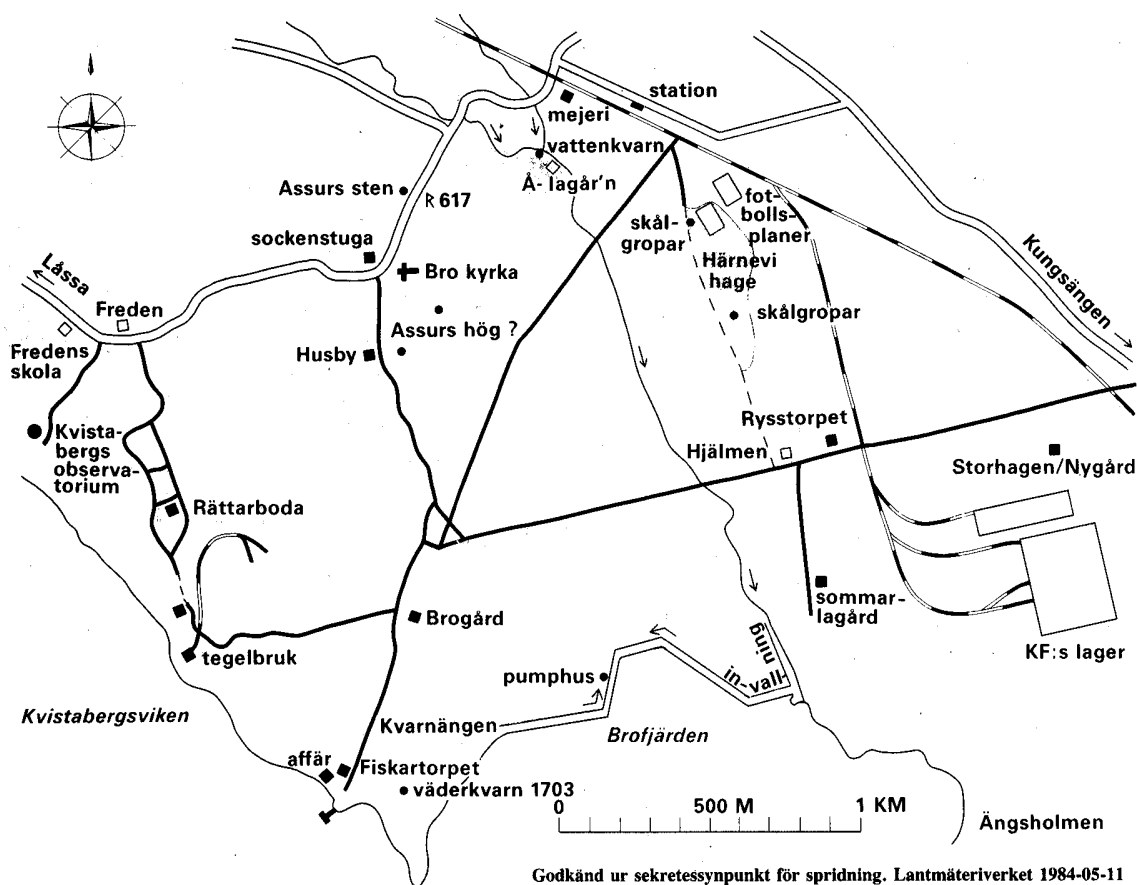 station
mejeri
vattenkvarn
Å-lagår'n
Assurs sten
R 617
skål-
gropar
fot-
bolls-
planer
sockenstuga
Härnevi
hage
Kungsängen
Låssa
Bro kyrka
Freden
skålgropar
Assurs hög ?
Fredens
skola
Husby
Rysstorpet
Kvista-
bergs
observa-
torium
Hjälmen
Storhagen/Nygård
Rättarboda
sommar-
lagård
Brogård
in-vall-
ning
KF:s lager
tegelbruk
pumphus
Kvistabergsviken
Kvarnängen
Brofjärden
affär
Fiskartorpet
väderkvarn 1703
0 500 M 1 KM
Ängsholmen
Godkänd ur sekretessynpunkt för spridning. Lantmäteriverket 1984-05-11